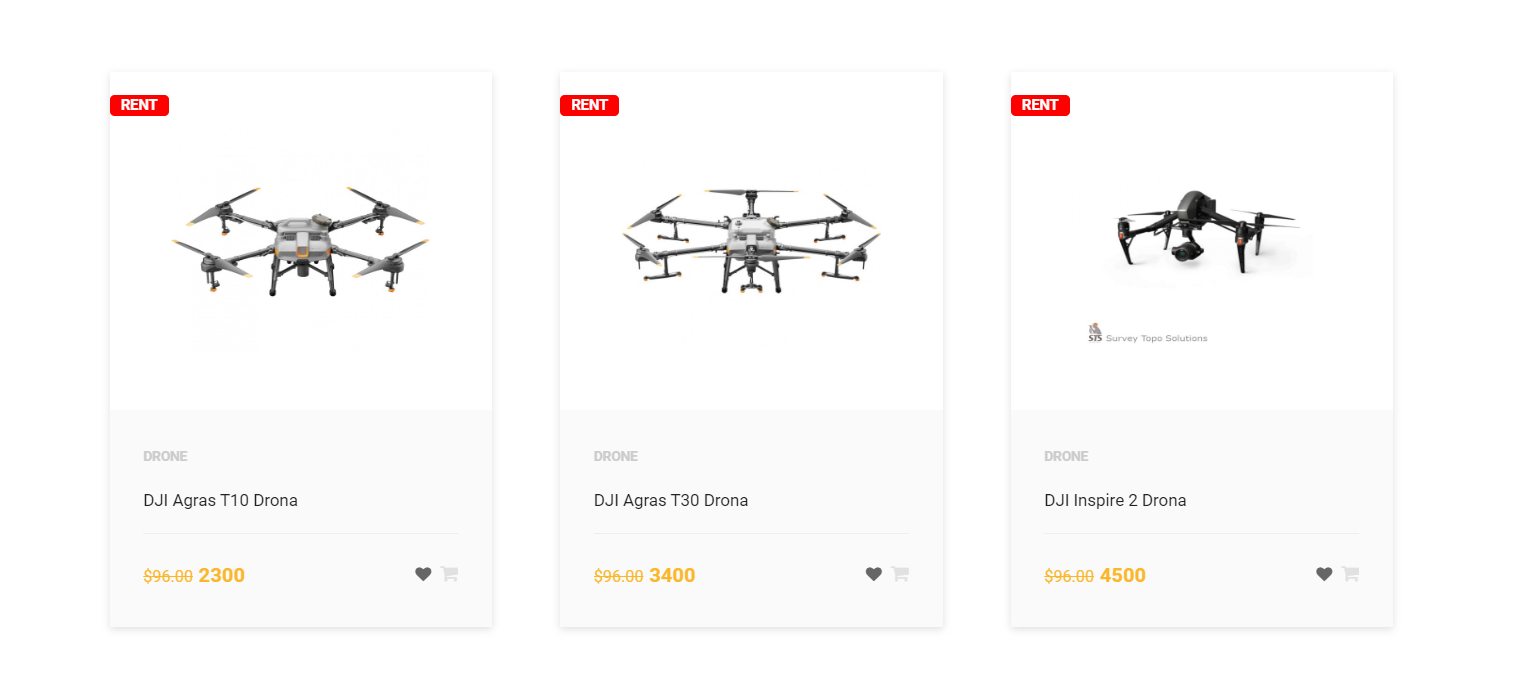 RENT
DRONE
DJI Agras T10 Drona
$96.00 2300
RENT
DRONE
DJI Agras T30 Drona
$96.00 3400
RENT
STS Survey Topo Solutions
DRONE
DJI Inspire 2 Drona
$96.00 4500